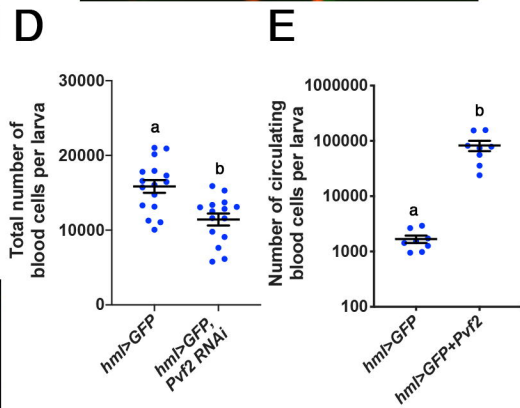 D
Total number of
blood cells per larva
30000
20000
10000
0
a
b
hml>GFP
hml>GFP,
Pvf2 RNAi
E
Number of circulating
blood cells per larva
1000000
100000
10000
1000
100
a
b
hml>GFP
hml>GFP+Pvf2